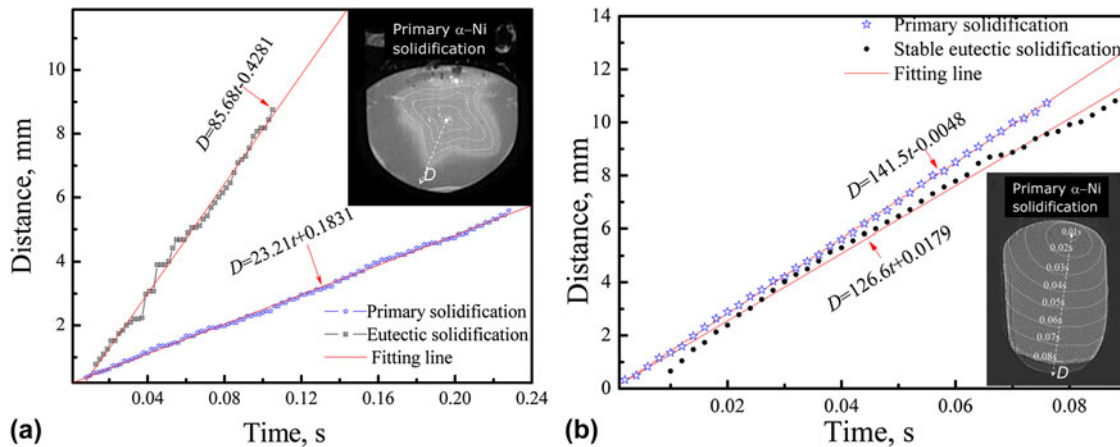 14
12
10
8
6
4
2
Distance, mm
D=85.68t-0.4281
D=23.21t+0.1831
Primary α–Ni
solidification
D
Primary solidification
Eutectic solidification
Fitting line
0.04
0.08
0.12
0.16
0.20
0.24
Time, s
(a)
14
12
10
8
6
4
2
0
Distance, mm
Primary solidification
Stable eutectic solidification
Fitting line
D=141.5t-0.0048
D=126.6t+0.0179
Primary α–Ni
solidification
0.01s
0.02s
0.03s
0.04s
0.05s
0.06s
0.07s
0.08s
D
0.02
0.04
0.06
0.08
Time, s
(b)